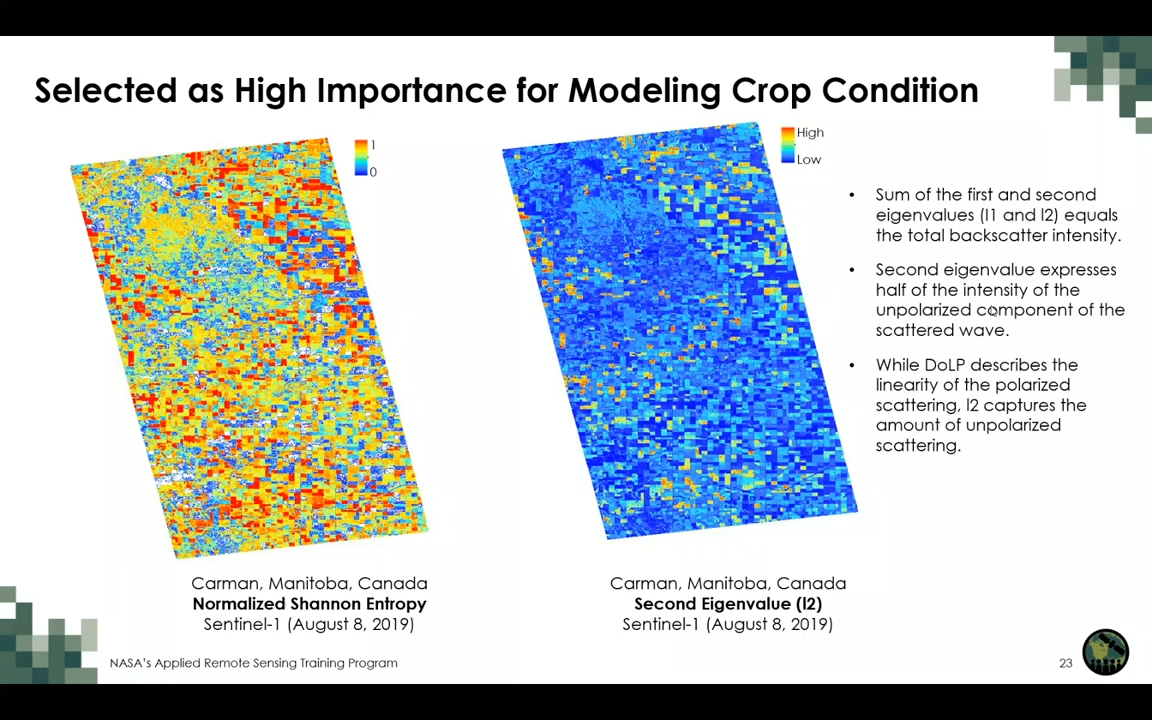 Selected as High Importance for Modeling Crop Condition
1
0
High
Low
• Sum of the first and second
eigenvalues (l1 and l2) equals
the total backscatter intensity.
• Second eigenvalue expresses
half of the intensity of the
unpolarized component of the
scattered wave.
• While DoLP describes the
linearity of the polarized
scattering, l2 captures the
amount of unpolarized
scattering.
Carman, Manitoba, Canada
Normalized Shannon Entropy
Sentinel-1 (August 8, 2019)
Carman, Manitoba, Canada
Second Eigenvalue (l2)
Sentinel-1 (August 8, 2019)
NASA's Applied Remote Sensing Training Program
23